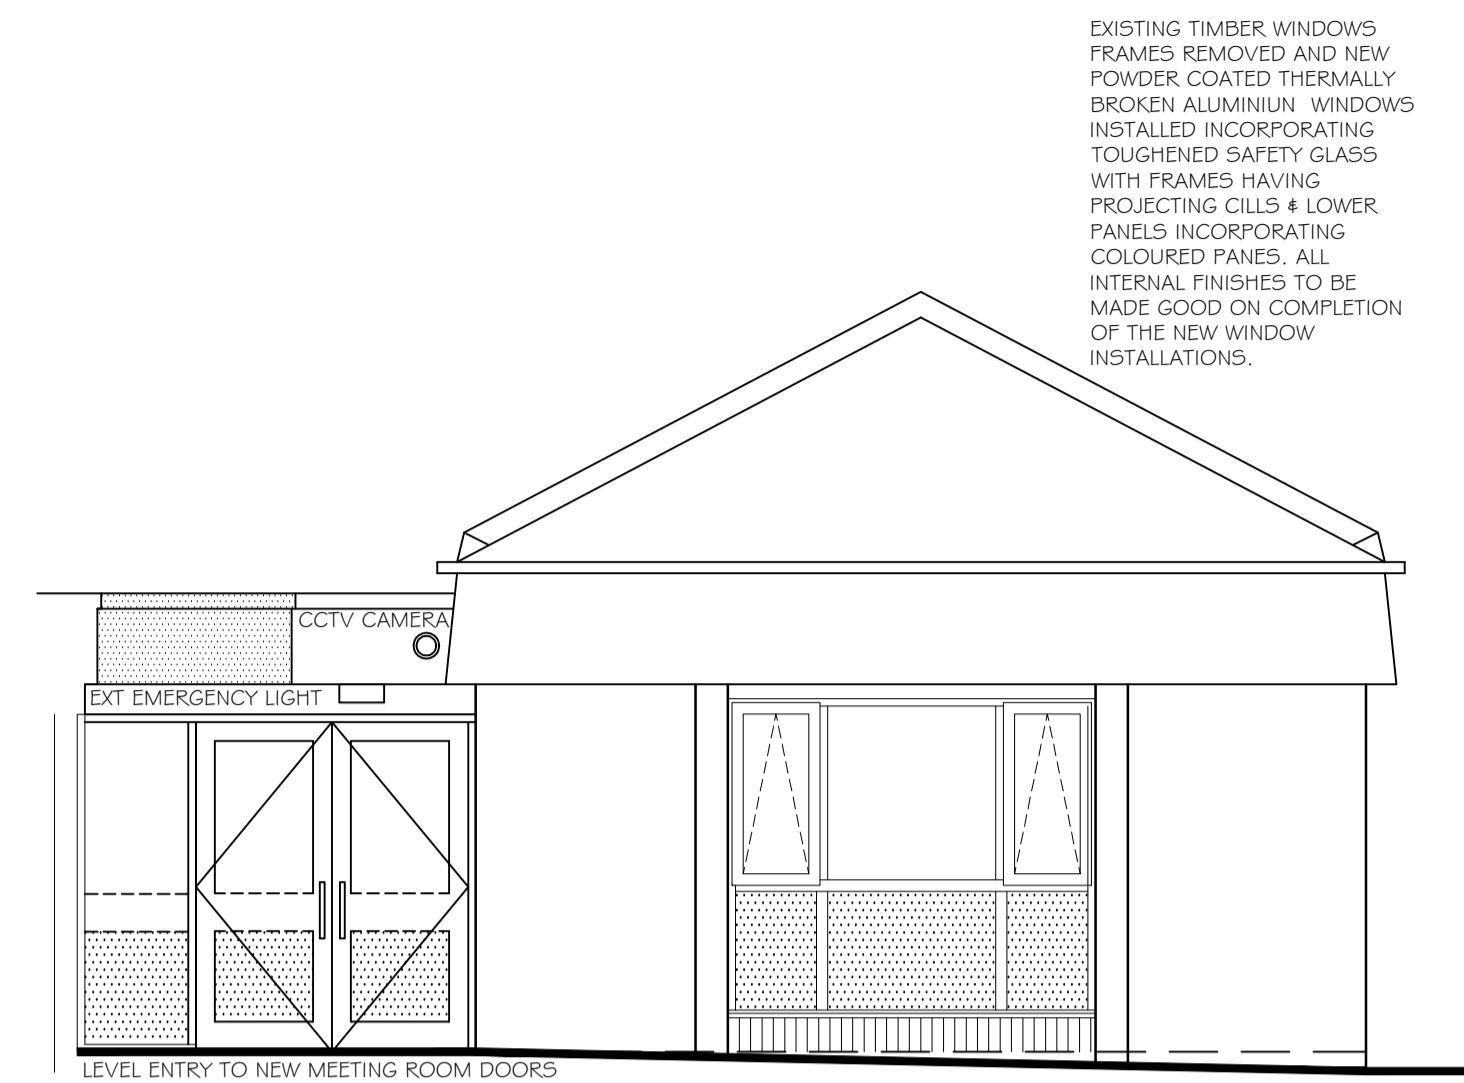 EXISTING TIMBER WINDOWS
FRAMES REMOVED AND NEW
POWDER COATED THERMALLY
BROKEN ALUMINIUN WINDOWS
INSTALLED INCORPORATING
TOUGHENED SAFETY GLASS
WITH FRAMES HAVING
PROJECTING CILLS & LOWER
PANELS INCORPORATING
COLOURED PANES. ALL
INTERNAL FINISHES TO BE
MADE GOOD ON COMPLETION
OF THE NEW WINDOW
INSTALLATIONS.
CCTV CAMERA
EXT EMERGENCY LIGHT
LEVEL ENTRY TO NEW MEETING ROOM DOORS